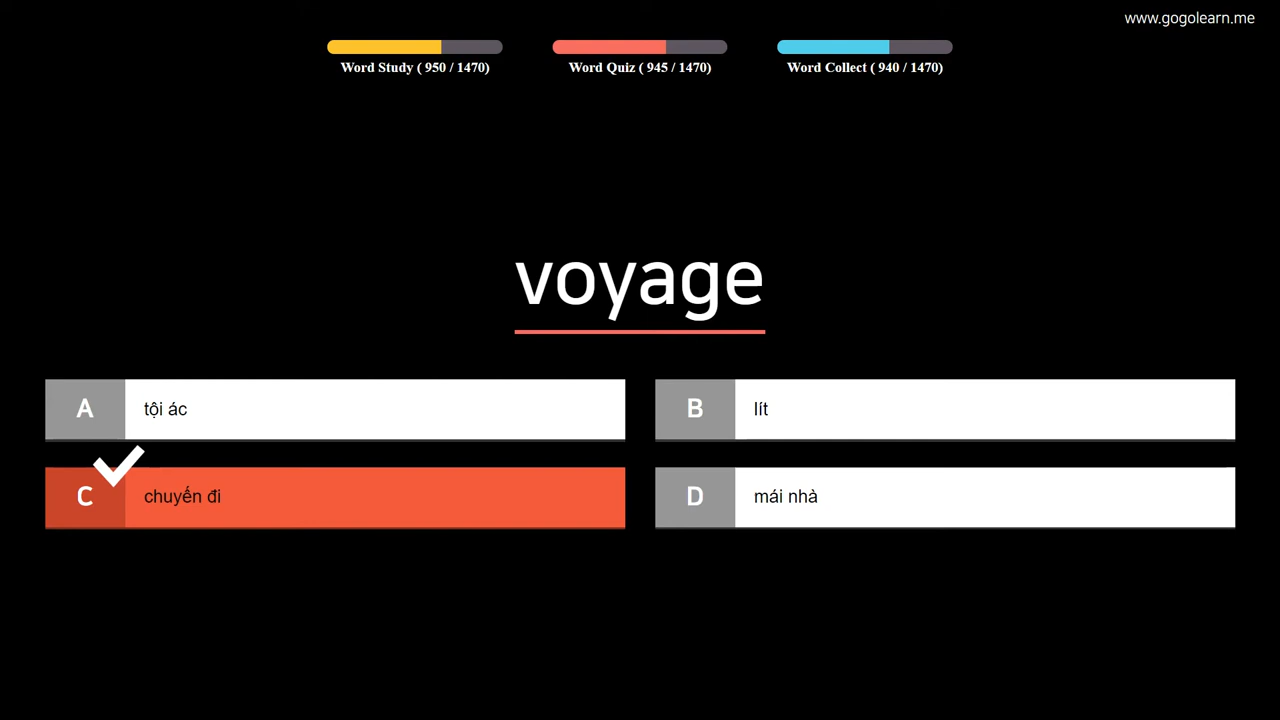 www.gogolearn.me
Word Study ( 950 / 1470)
Word Quiz ( 945 / 1470)
Word Collect ( 940 / 1470)
voyage
A
tội ác
B
lít
C
chuyến đi
D
mái nhà